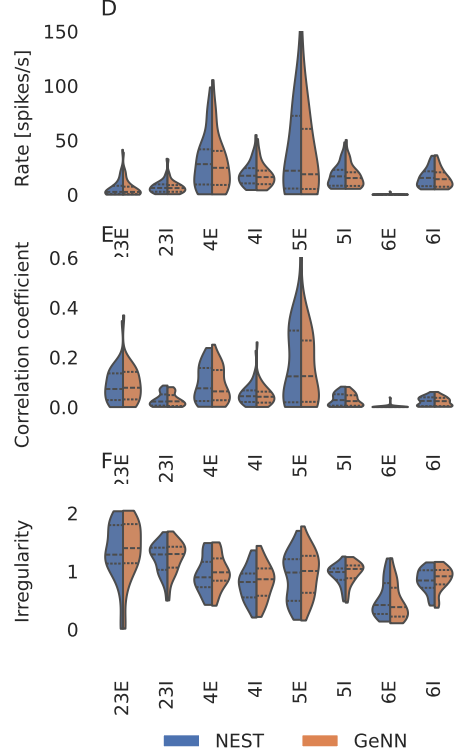 D
Rate [spikes/s]
150
100
50
0
23E 23I 4E 4I 5E 5I 6E 6I
E
Correlation coefficient
0.6
0.4
0.2
0.0
23E 23I 4E 4I 5E 5I 6E 6I
F
Irregularity
2
1
0
23E 23I 4E 4I 5E 5I 6E 6I
NEST GeNN